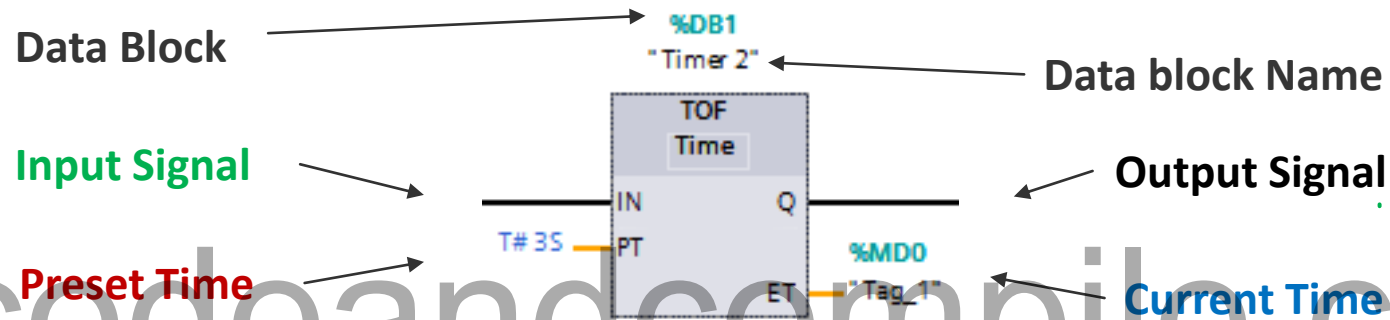 %DB1
Data Block
"Timer 2"
Data block Name
TOF
Time
Input Signal
Output Signal
IN
Q
T# 3S
PT
%MD0
Preset Time
ET
"Tag_1"
Current Time
codeandcompile